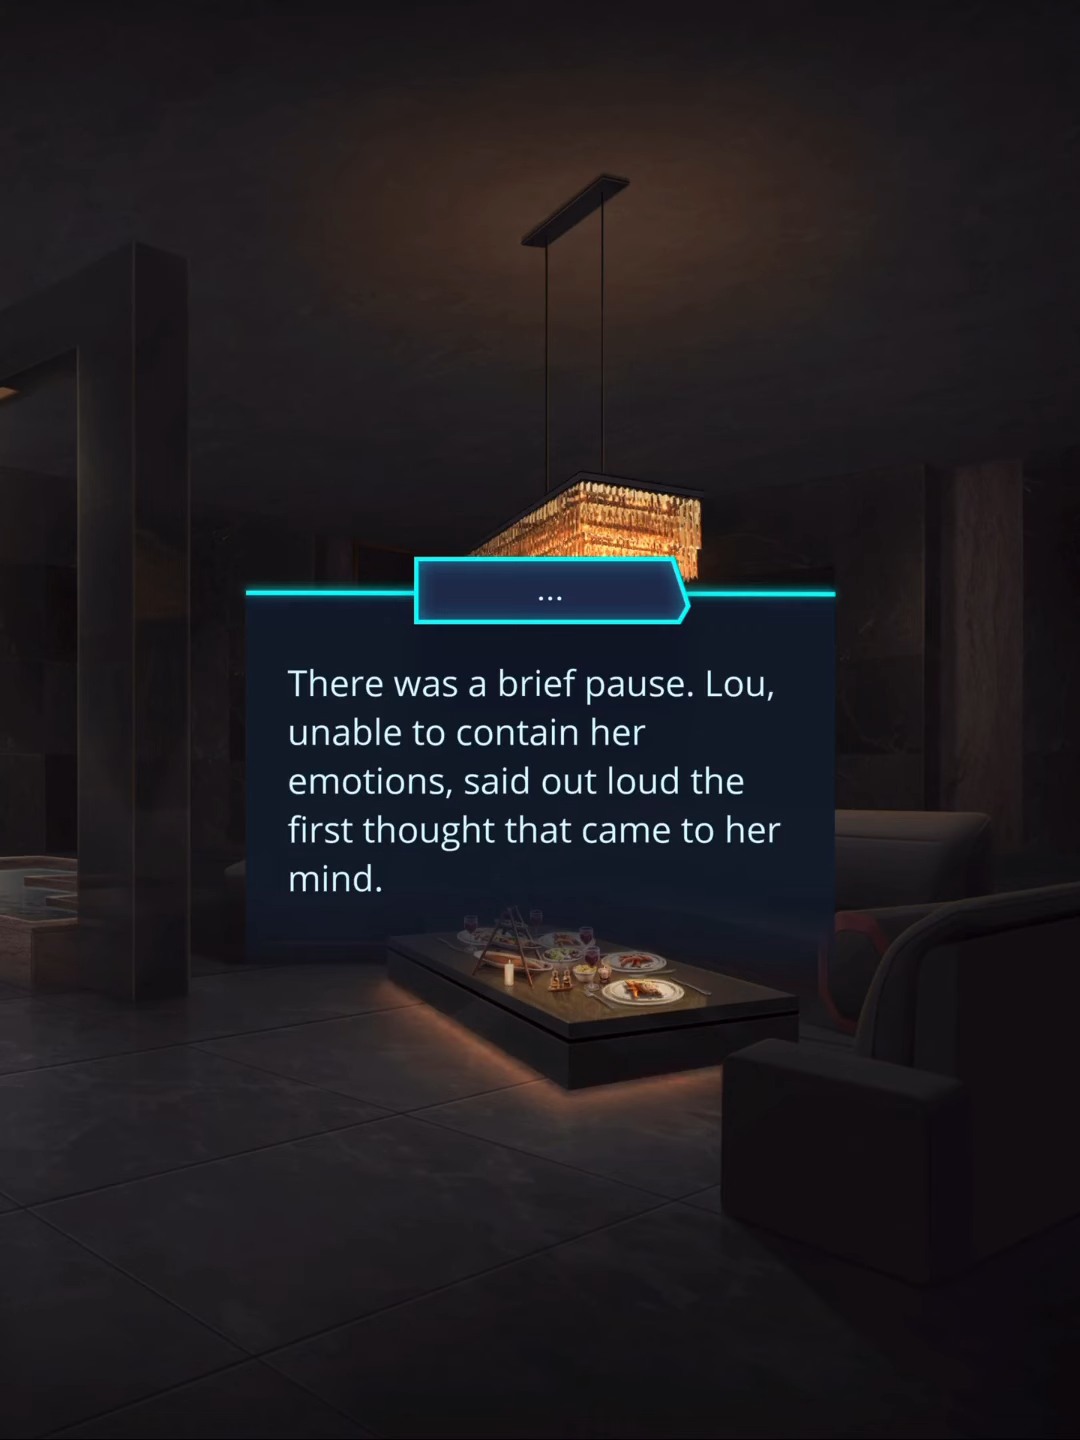 ...
There was a brief pause. Lou,
unable to contain her
emotions, said out loud the
first thought that came to her
mind.